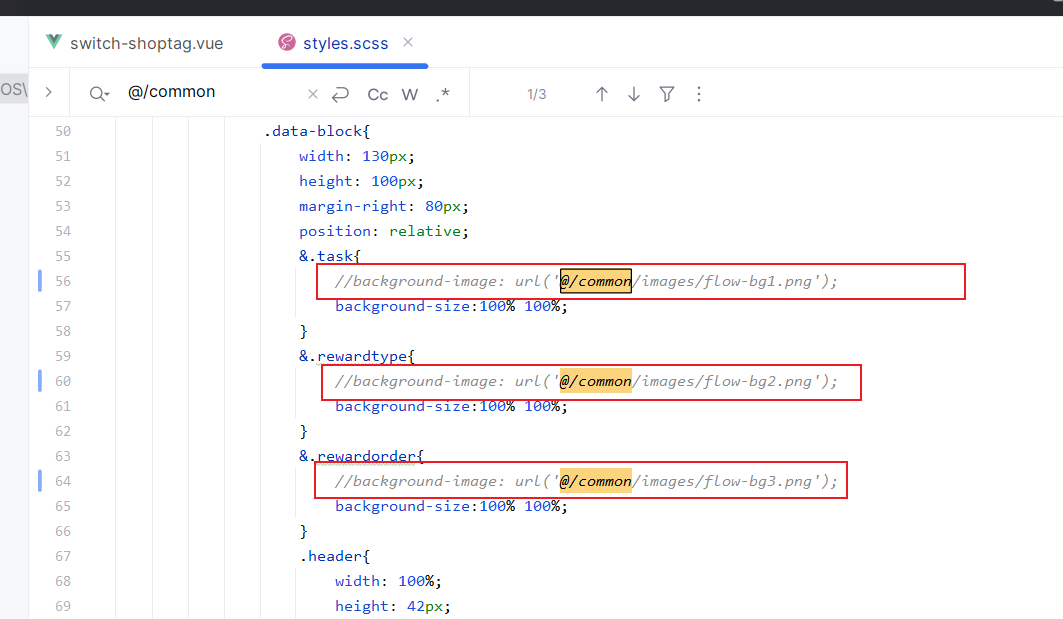 switch-shoptag.vue styles.scss ×
OS\ > @/common × Cc W .* 1/3
50 .data-block{
51 width: 130px;
52 height: 100px;
53 margin-right: 80px;
54 position: relative;
55 &.task{
56 //background-image: url('@/common/images/flow-bg1.png');
57 background-size:100% 100%;
58 }
59 &.rewardtype{
60 //background-image: url('@/common/images/flow-bg2.png');
61 background-size:100% 100%;
62 }
63 &.rewardorder{
64 //background-image: url('@/common/images/flow-bg3.png');
65 background-size:100% 100%;
66 }
67 .header{
68 width: 100%;
69 height: 42px;